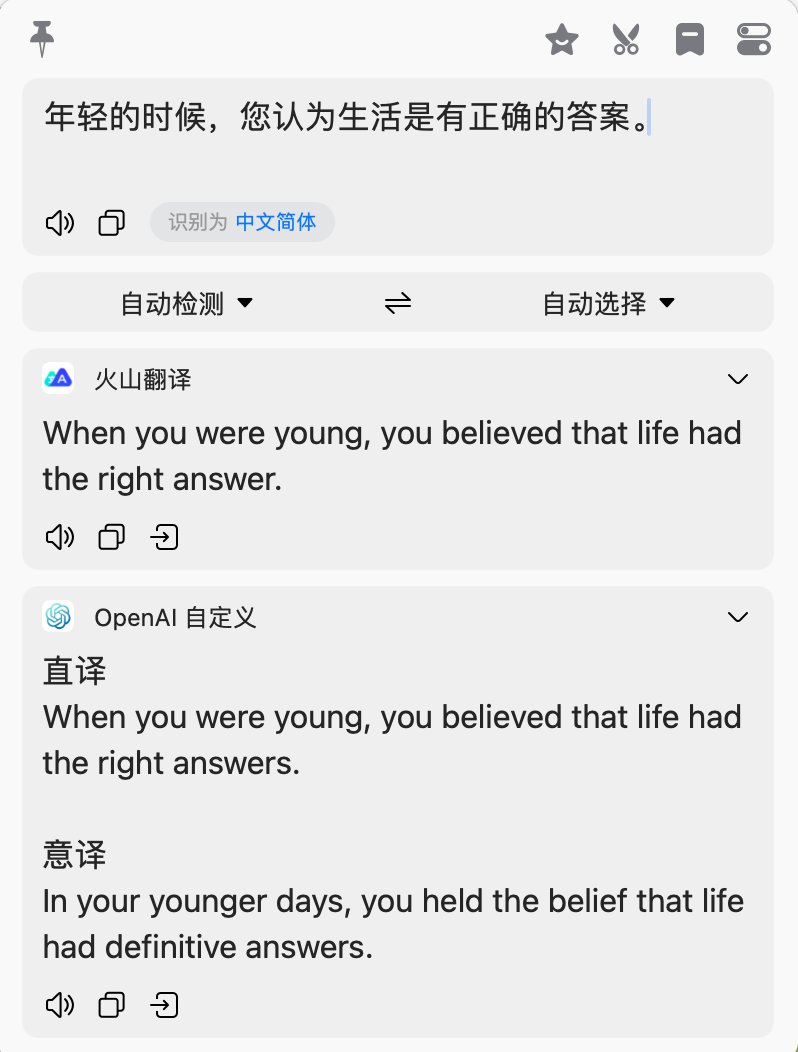 年轻的时候，您认为生活是有正确的答案。
识别为 中文简体
自动检测 自动选择
火山翻译
When you were young, you believed that life had
the right answer.
OpenAI 自定义
直译
When you were young, you believed that life had
the right answers.
意译
In your younger days, you held the belief that life
had definitive answers.